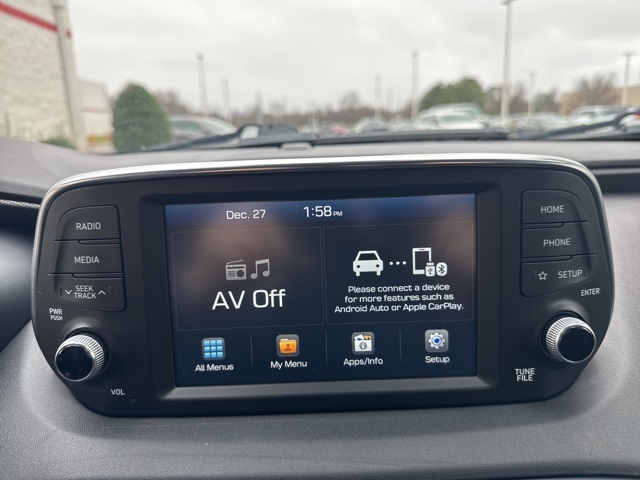 Dec. 27
1:58 PM
RADIO
MEDIA
SEEK
TRACK
PWR
PUSH
VOL
AV Off
Please connect a device
for more features such as
Android Auto or Apple CarPlay.
All Menus
My Menu
Apps/Info
Setup
HOME
PHONE
☆ SETUP
ENTER
TUNE
FILE